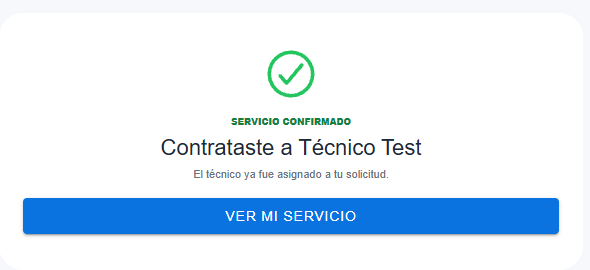 SERVICIO CONFIRMADO
Contrataste a Técnico Test
El técnico ya fue asignado a tu solicitud.
VER MI SERVICIO